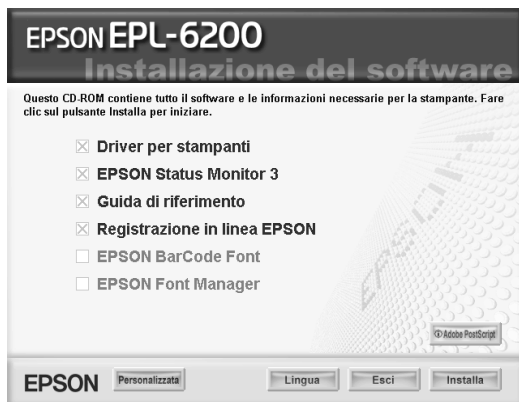 EPSON EPL-6200
Installazione del software
Questo CD-ROM contiene tutto il software e le informazioni necessarie per la stampante. Fare
clic sul pulsante Installa per iniziare.
Driver per stampanti
EPSON Status Monitor 3
Guida di riferimento
Registrazione in linea EPSON
EPSON BarCode Font
EPSON Font Manager
EPSON
Adobe PostScript
EPSON
Personalizzata
Lingua
Esci
Installa